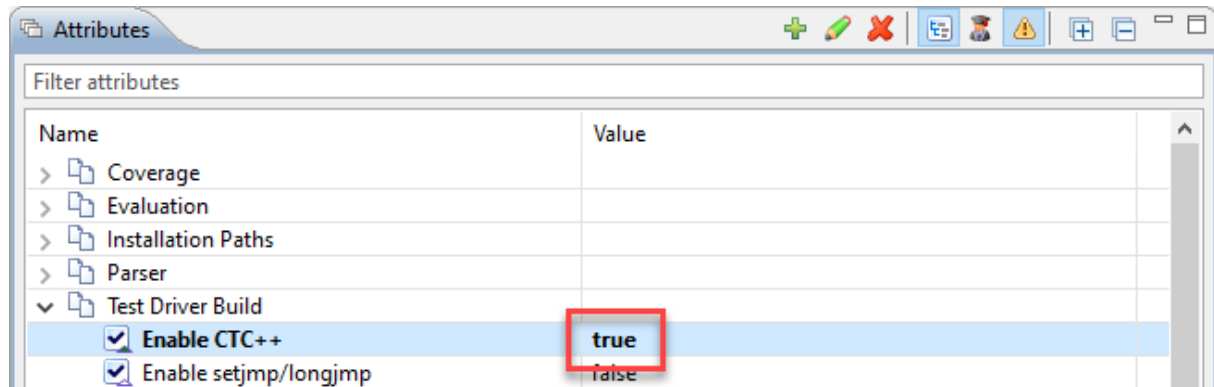 Attributes
Filter attributes
Name Value
Coverage
Evaluation
Installation Paths
Parser
Test Driver Build
Enable CTC++ true
Enable setjmp/longjmp false